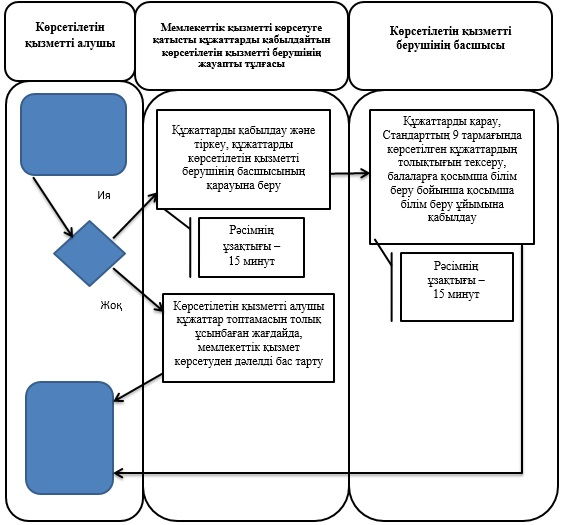 Көрсетілетін
қызметті алушы
Мемлекеттік қызметті көрсетуге
қатысты құжаттарды қабылдайтын
көрсетілетін қызметті берушінің
жауапты тұлғасы
Көрсетілетін қызметті
берушінің басшысы
Құжаттарды қабылдау және
тіркеу, құжаттарды
көрсетілетін қызметті
берушінің басшысының
қарауына беру
Құжаттарды қарау,
Стандарттың 9 тармағында
көрсетілген құжаттардың
толықтығын тексеру,
балаларға қосымша білім
беру бойынша қосымша
білім беру ұйымына
қабылдау
Ия
Рәсімнің
ұзақтығы –
15 минут
Рәсімнің
ұзақтығы –
15 минут
Жоқ
Көрсетілетін қызметті алушы
құжаттар топтамасын толық
ұсынбаған жағдайда,
мемлекеттік қызмет
көрсетуден дәлелді бас тарту